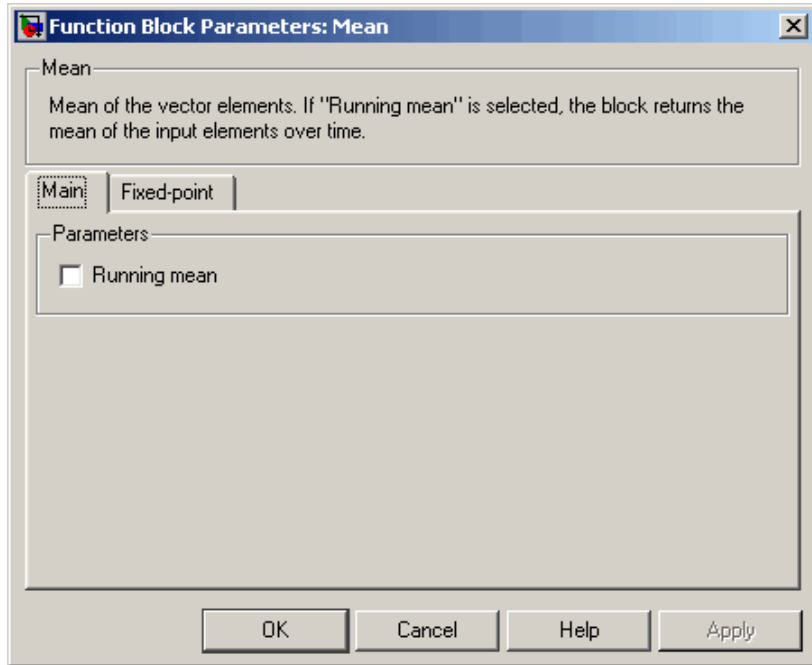 Function Block Parameters: Mean
Mean
Mean of the vector elements. If "Running mean" is selected, the block returns the
mean of the input elements over time.
Main
Fixed-point
Parameters
Running mean
OK
Cancel
Help
Apply